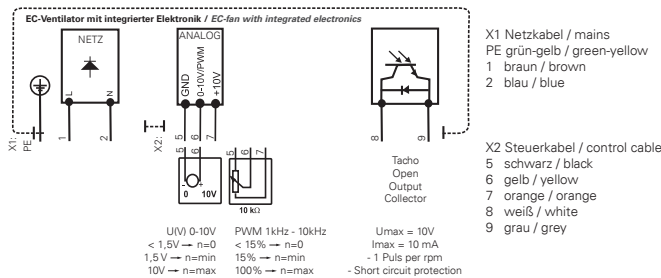 EC-Ventilator mit integrierter Elektronik / EC-fan with integrated electronics
NETZ
ANALOG
L
N
GND
0-10V/PWM
+10V
X1:
PE
1
2
X2:
5
6
7
5
6
7
5
6
7
- +
0 10V
10 kΩ
8
9
Tacho
Open
Output
Collector
U(V) 0-10V
< 1,5V → n=0
1,5 V → n=min
10V → n=max
PWM 1kHz - 10kHz
< 15% → n=0
15% → n=min
100% → n=max
Umax = 10V
Imax = 10 mA
- 1 Puls per rpm
- Short circuit protection
X1 Netzkabel / mains
PE grün-gelb / green-yellow
1 braun / brown
2 blau / blue
X2 Steuerkabel / control cable
5 schwarz / black
6 gelb / yellow
7 orange / orange
8 weiß / white
9 grau / grey